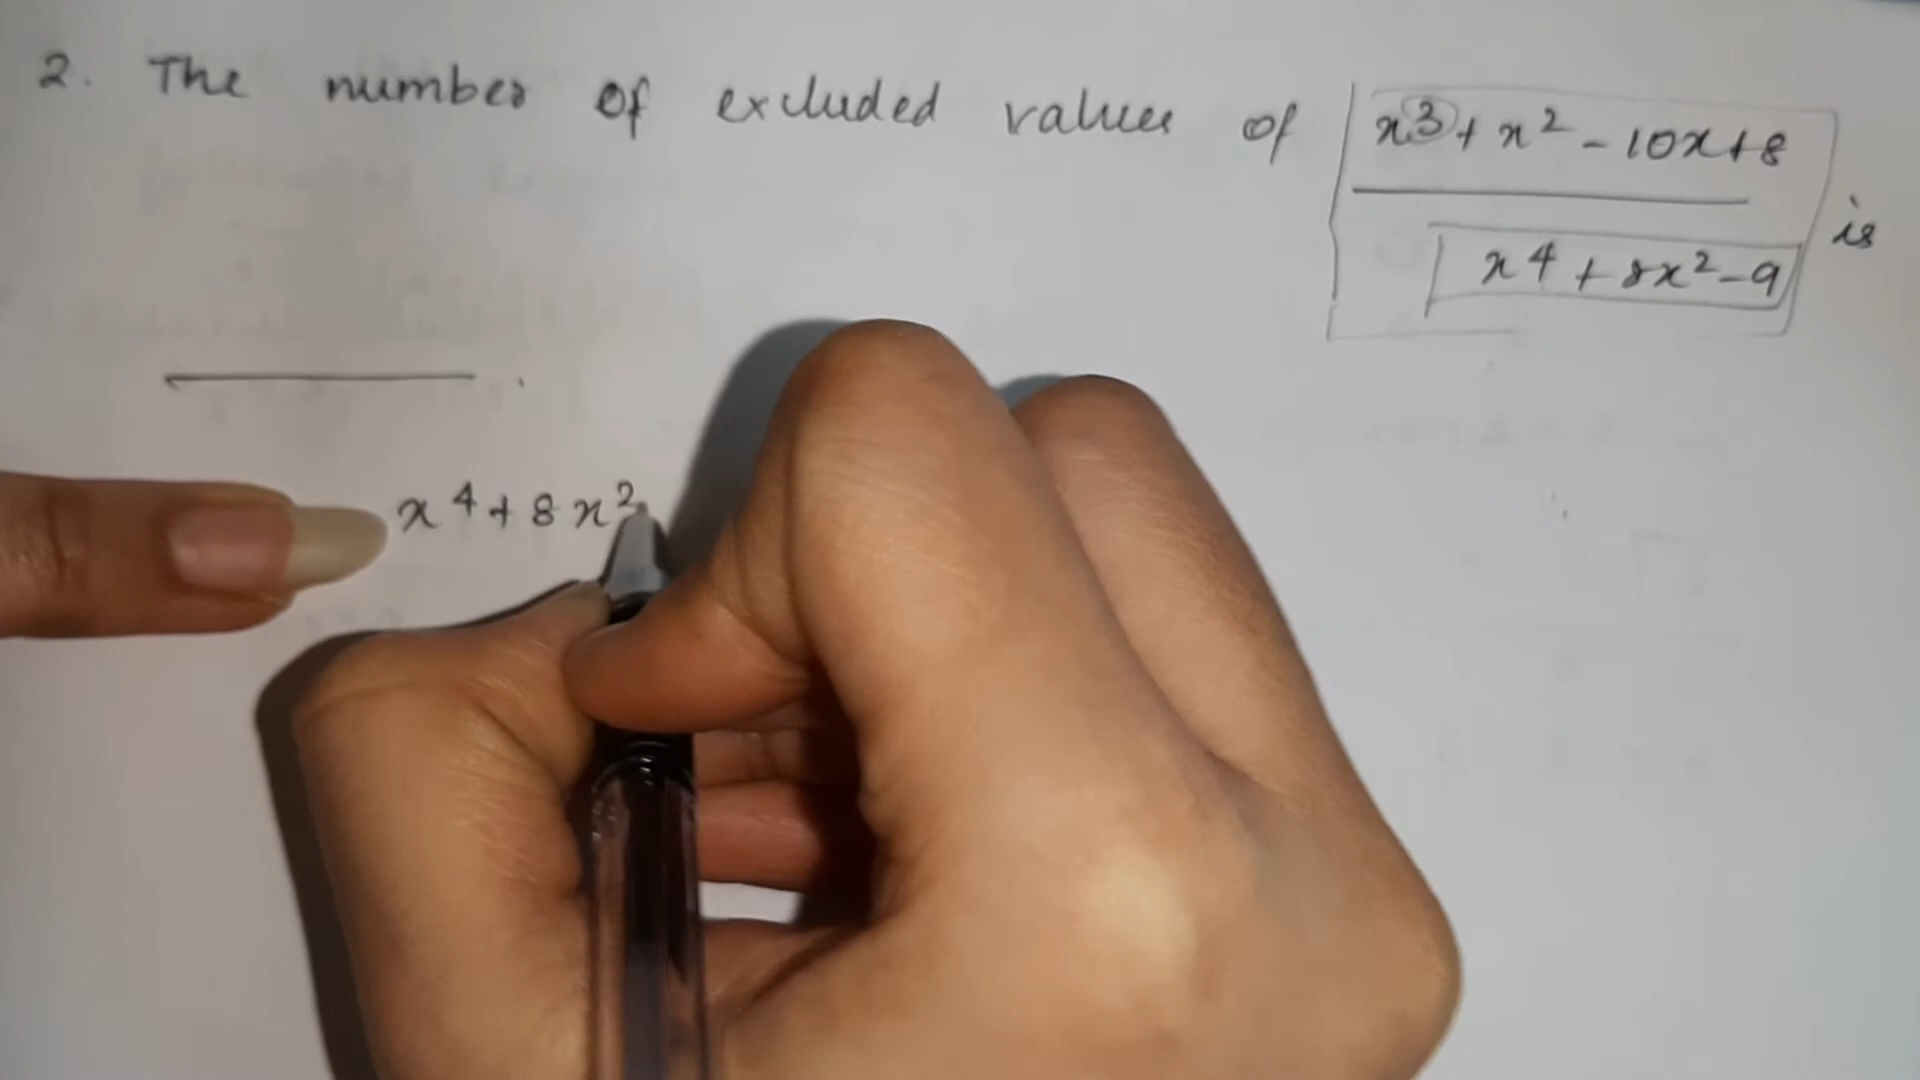 2. The number of excluded values of x³ + x² - 10x + 8
x⁴ + 8x² - 9 is
.
x⁴ + 8x²